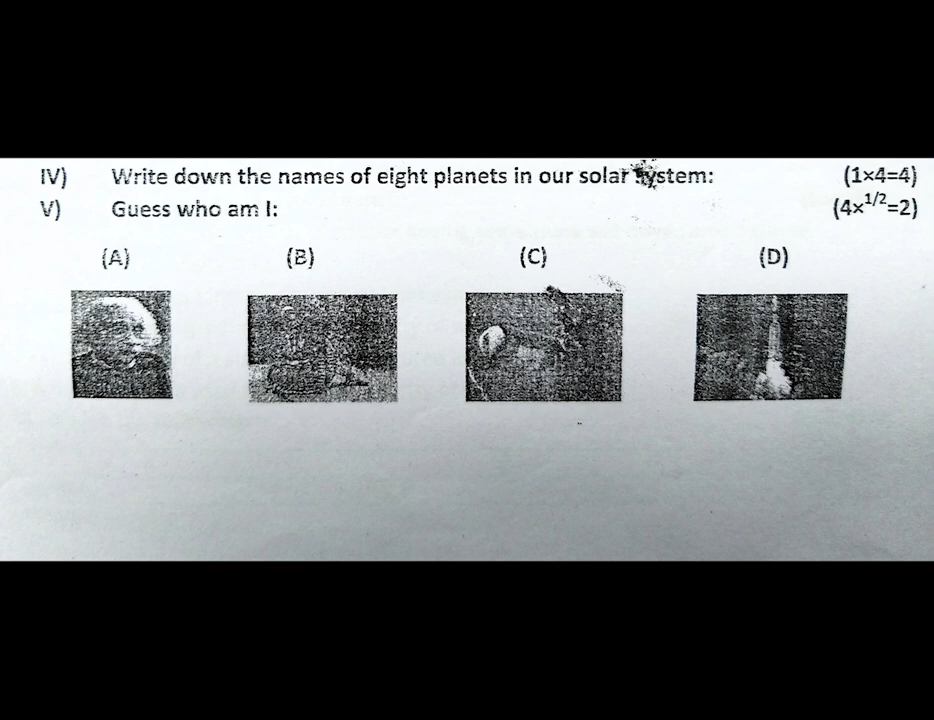 IV) Write down the names of eight planets in our solar system: (1×4=4)
V) Guess who am I: (4×1/2=2)
(A) (B) (C) (D)